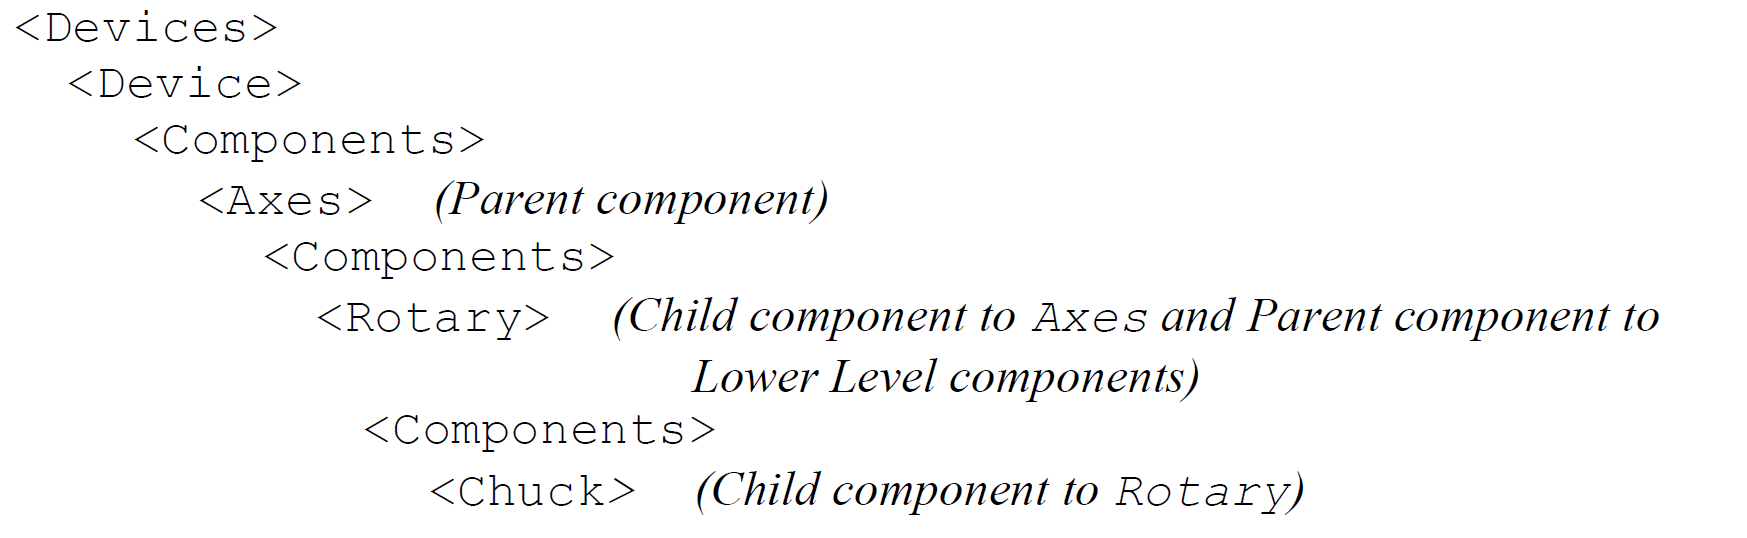 <Devices>
<Device>
<Components>
<Axes> (Parent component)
<Components>
<Rotary> (Child component to Axes and Parent component to
Lower Level components)
<Components>
<Chuck> (Child component to Rotary)